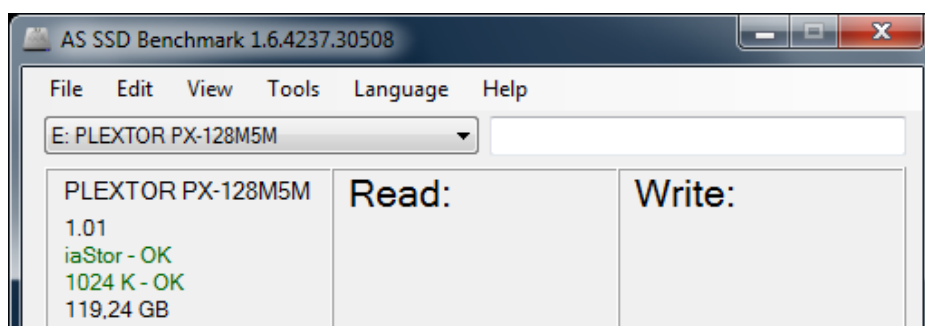 AS SSD Benchmark 1.6.4237.30508
File Edit View Tools Language Help
E: PLEXTOR PX-128M5M
PLEXTOR PX-128M5M
1.01
iaStor - OK
1024 K - OK
119,24 GB
Read:
Write: